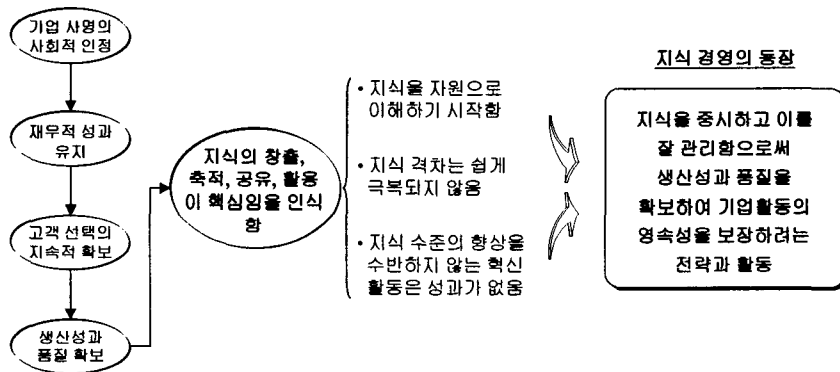 기업 사명의
사회적 인정
재무적 성과
유지
고객 선택의
지속적 확보
생산성과
품질 확보
지식의 창출,
축적, 공유, 활용
이 핵심임을 인식
함
• 지식을 자원으로
이해하기 시작함
• 지식 격차는 쉽게
극복되지 않음
• 지식 수준의 향상을
수반하지 않는 혁신
활동은 성과가 없음
지식 경영의 등장
지식을 중시하고 이를
잘 관리함으로써
생산성과 품질을
확보하여 기업활동의
영속성을 보장하려는
전략과 활동